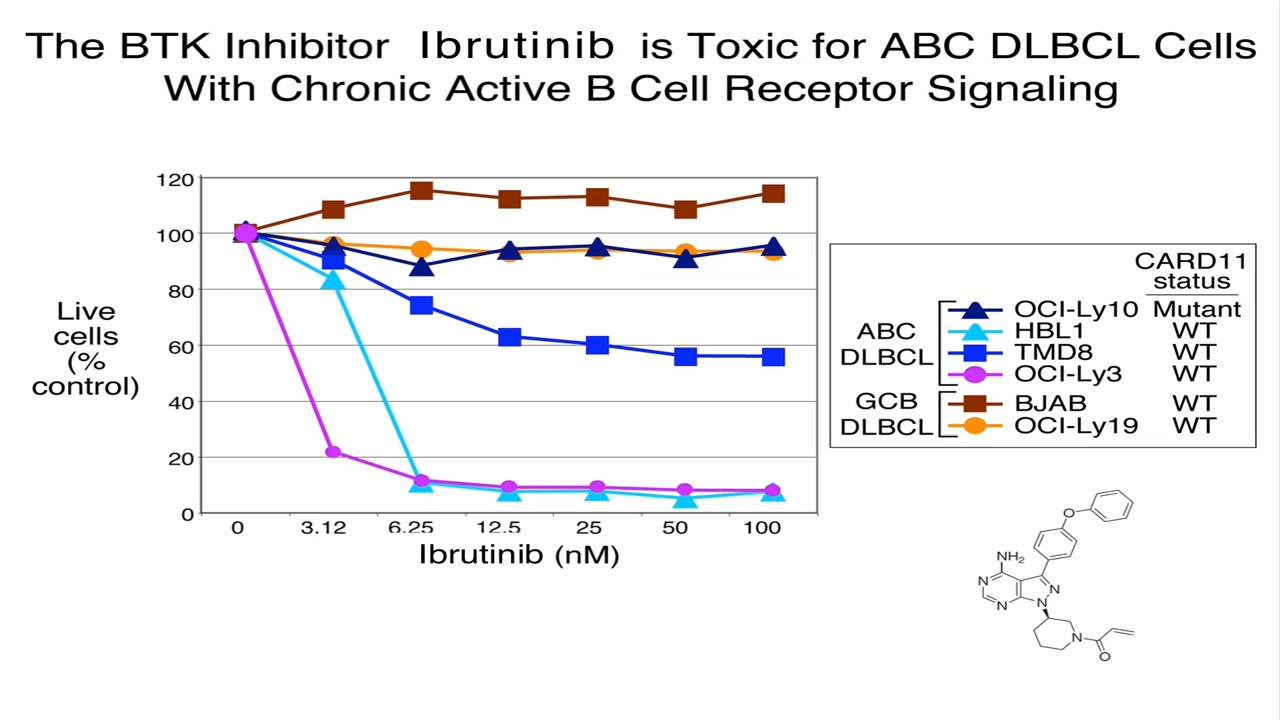 The BTK Inhibitor Ibrutinib is Toxic for ABC DLBCL Cells
With Chronic Active B Cell Receptor Signaling
120
100
80
60
40
20
0
Live
cells
(%
control)
0 3.12 6.25 12.5 25 50 100
Ibrutinib (nM)
CARD11
status
ABC
DLBCL
OCI-Ly10 Mutant
HBL1 WT
TMD8 WT
OCI-Ly3 WT
GCB
DLBCL
BJAB WT
OCI-Ly19 WT
O
NH2
N
N
N
N
N
O